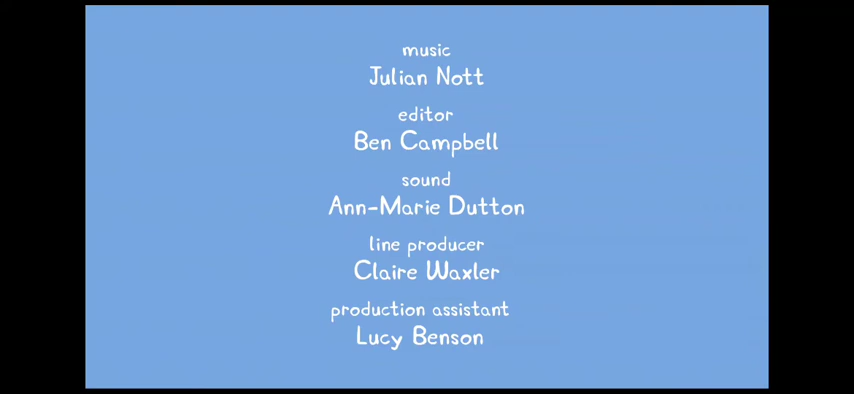 music
Julian Nott
editor
Ben Campbell
sound
Ann-Marie Dutton
line producer
Claire Waxler
production assistant
Lucy Benson